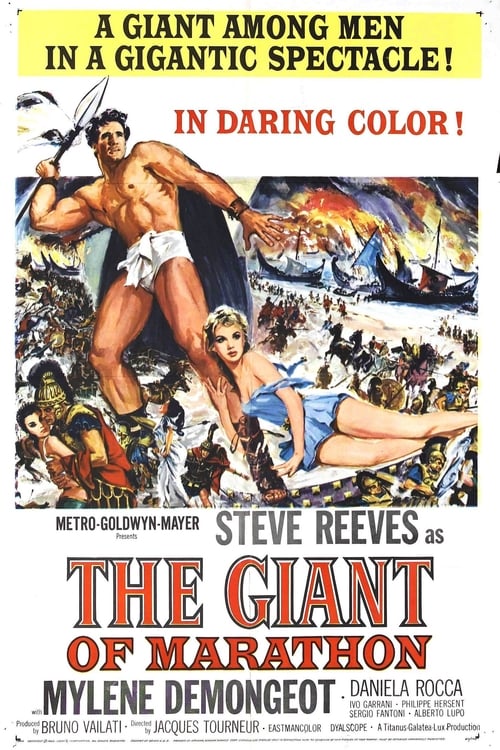 A GIANT AMONG MEN
IN A GIGANTIC SPECTACLE!
IN DARING COLOR!
METRO-GOLDWYN-MAYER
Presents
STEVE REEVES as
THE GIANT
OF MARATHON
with MYLENE DEMONGEOT · DANIELA ROCCA
IVO GARRANI · PHILIPPE HERSENT
SERGIO FANTONI · ALBERTO LUPO
Produced by BRUNO VAILATI · Directed by JACQUES TOURNEUR · EASTMANCOLOR DYALSCOPE · A Titanus-Galatea-Lux Production